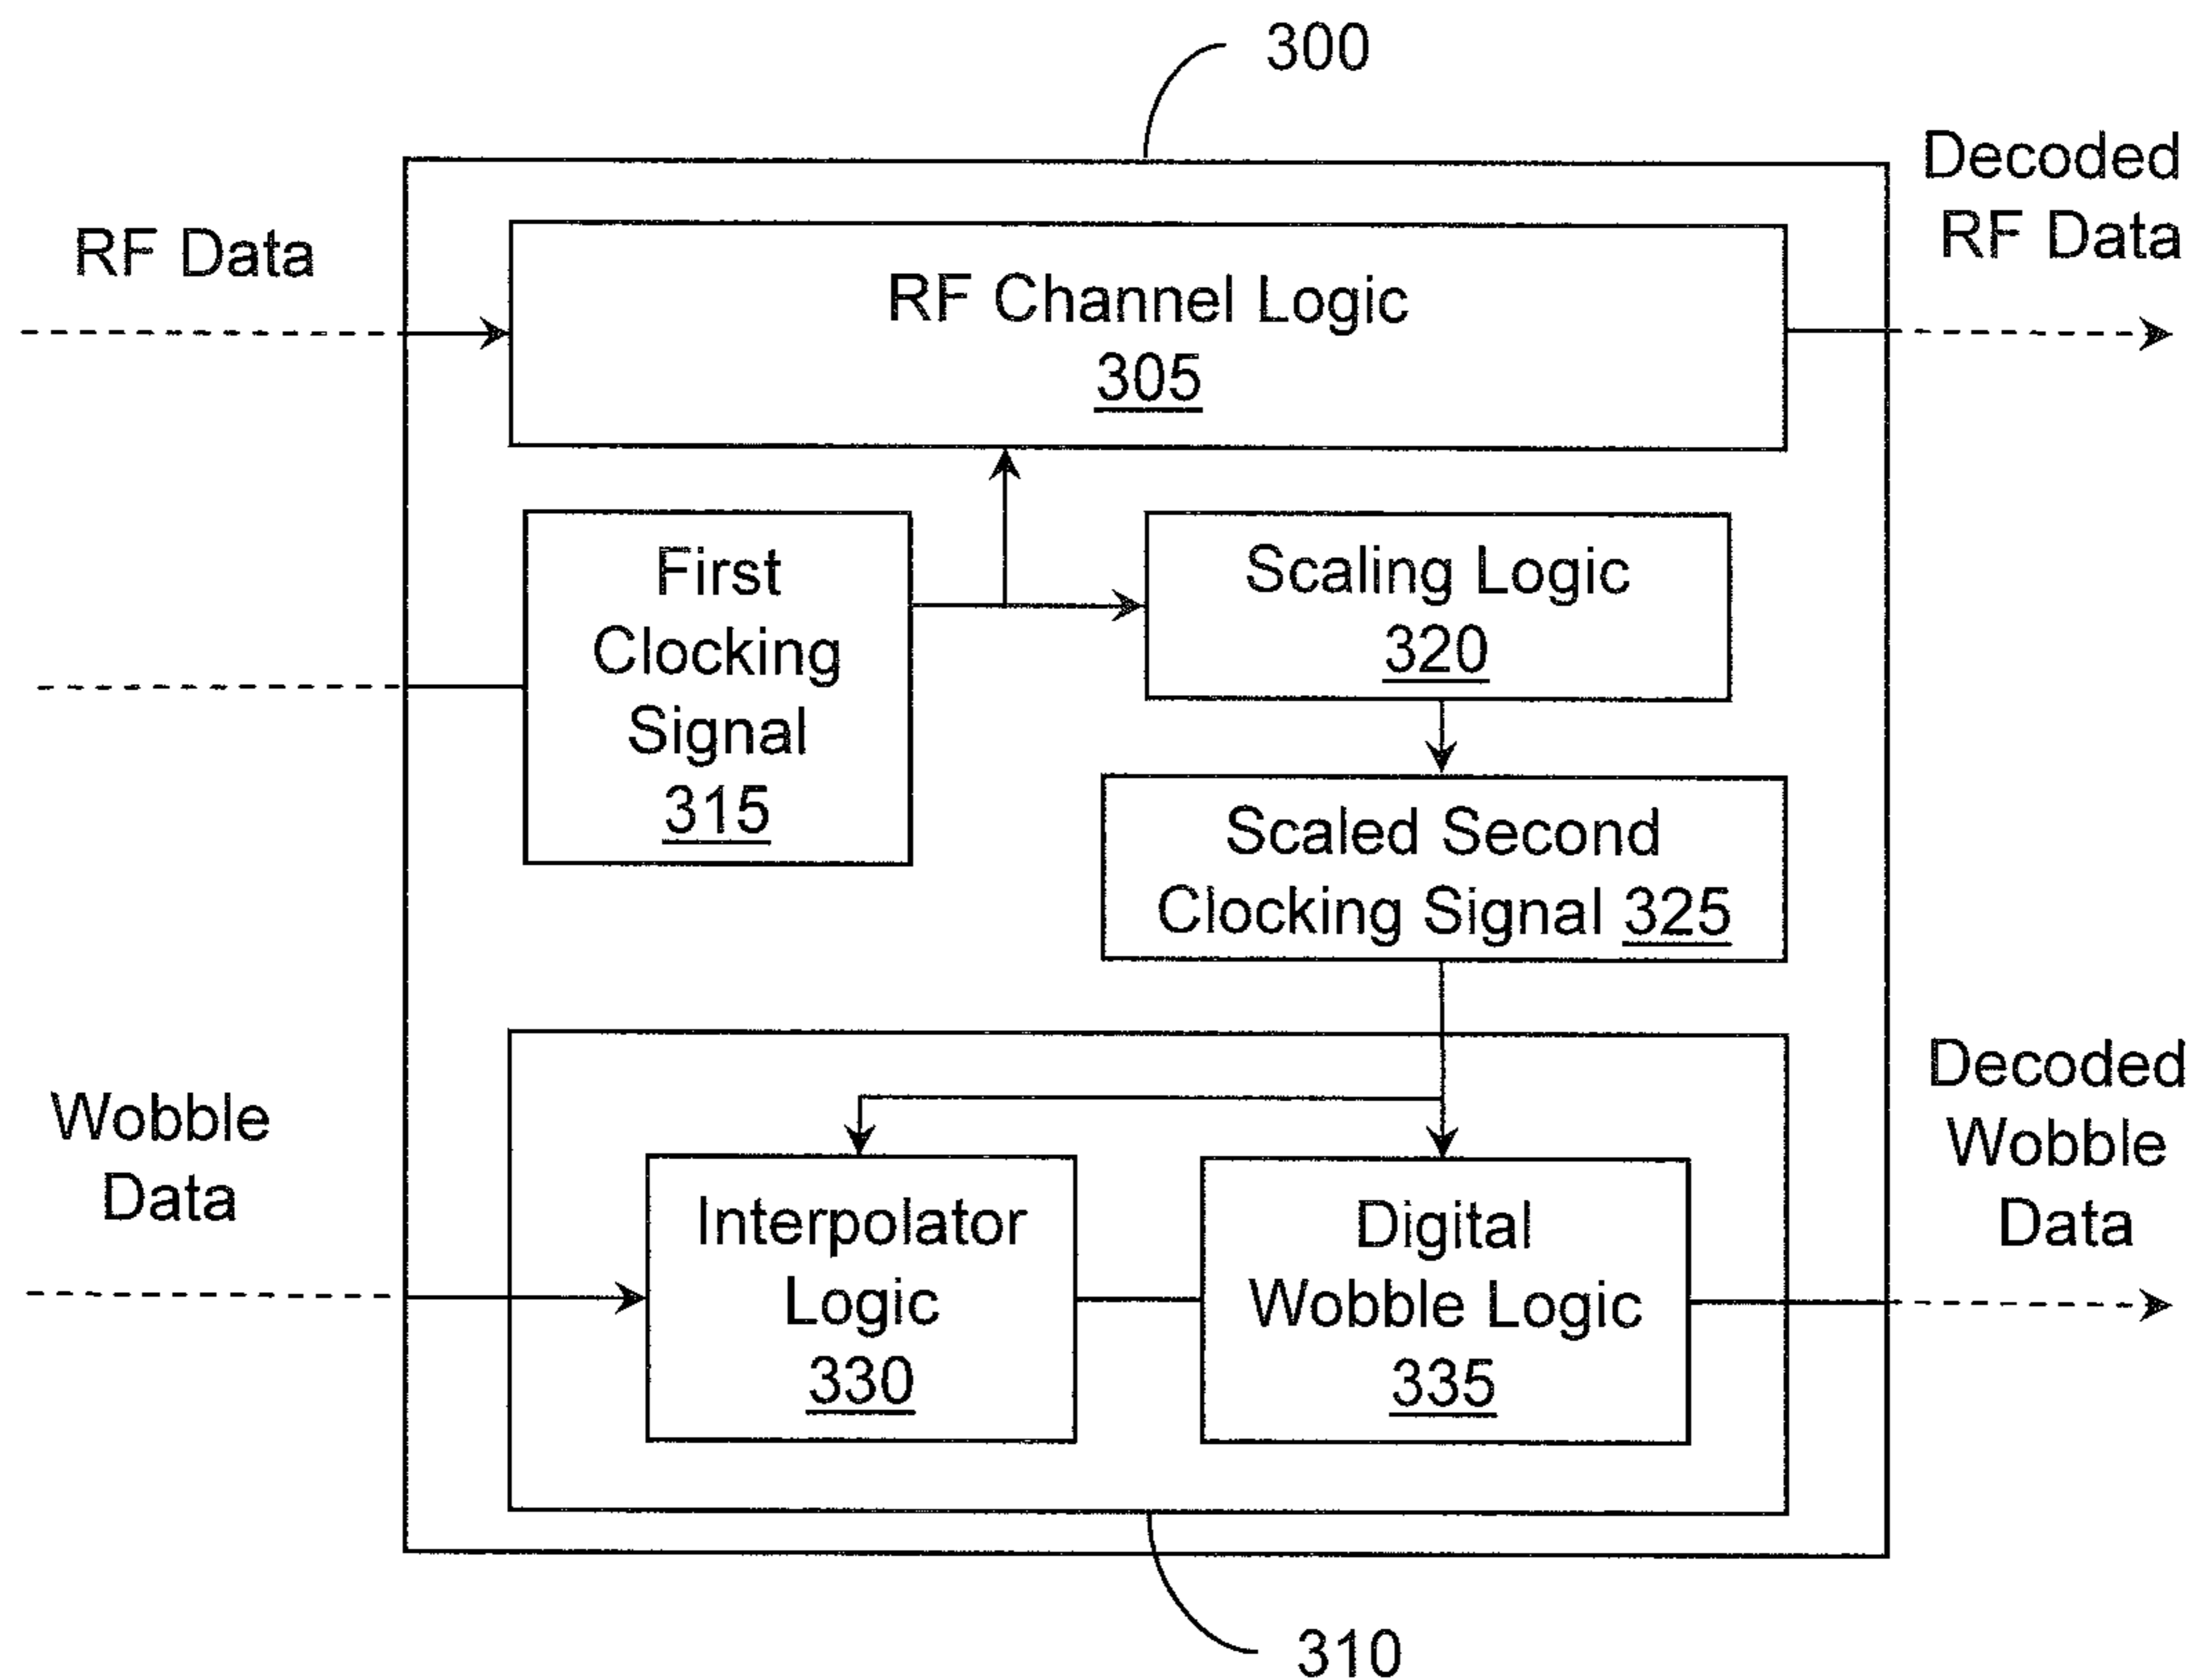 300
Decoded
RF Data
RF Data
RF Channel Logic
305
First
Clocking
Signal
315
Scaling Logic
320
Scaled Second
Clocking Signal 325
Wobble
Data
Decoded
Wobble
Data
Interpolator
Logic
330
Digital
Wobble Logic
335
310